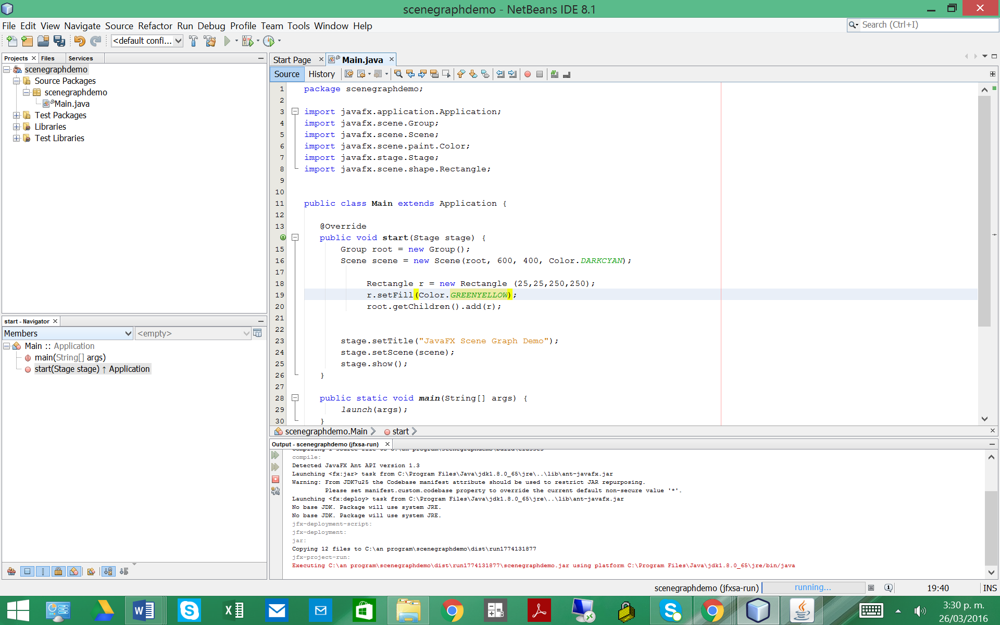 scenegraphdemo - NetBeans IDE 8.1
File Edit View Navigate Source Refactor Run Debug Profile Team Tools Window Help
Search (Ctrl+I)
<default confi...
Projects Files Services
scenegraphdemo
Source Packages
scenegraphdemo
Main.java
Test Packages
Libraries
Test Libraries
start - Navigator
Members <empty>
Main :: Application
main(String[] args)
start(Stage stage) ↑ Application
Start Page Main.java
Source History
1 package scenegraphdemo;
2
3 import javafx.application.Application;
4 import javafx.scene.Group;
5 import javafx.scene.Scene;
6 import javafx.scene.paint.Color;
7 import javafx.stage.Stage;
8 import javafx.scene.shape.Rectangle;
9
10
11 public class Main extends Application {
12
13 @Override
public void start(Stage stage) {
15 Group root = new Group();
16 Scene scene = new Scene(root, 600, 400, Color.DARKCYAN);
17
18 Rectangle r = new Rectangle (25,25,250,250);
19 r.setFill(Color.GREENYELLOW);
20 root.getChildren().add(r);
21
22
23 stage.setTitle("JavaFX Scene Graph Demo");
24 stage.setScene(scene);
25 stage.show();
26 }
27
28 public static void main(String[] args) {
29 launch(args);
30 }
scenegraphdemo.Main start
Output - scenegraphdemo (jfxsa-run)
Compiling 1 source file to C:\an program\scenegraphdemo\build\classes
compile:
Detected JavaFX Ant API version 1.3
Launching <fx:jar> task from C:\Program Files\Java\jdk1.8.0_65\jre\..\lib\ant-javafx.jar
Warning: From JDK7u25 the Codebase manifest attribute should be used to restrict JAR repurposing.
Please set manifest.custom.codebase property to override the current default non-secure value '*'.
Launching <fx:deploy> task from C:\Program Files\Java\jdk1.8.0_65\jre\..\lib\ant-javafx.jar
No base JDK. Package will use system JRE.
No base JDK. Package will use system JRE.
jfx-deployment-script:
jfx-deployment:
jar:
Copying 12 files to C:\an program\scenegraphdemo\dist\run1774131877
jfx-project-run:
Executing C:\an program\scenegraphdemo\dist\run1774131877\scenegraphdemo.jar using platform C:\Program Files\Java\jdk1.8.0_65\jre/bin/java
scenegraphdemo (jfxsa-run) running... 19:40 INS
3:30 p. m.
26/03/2016